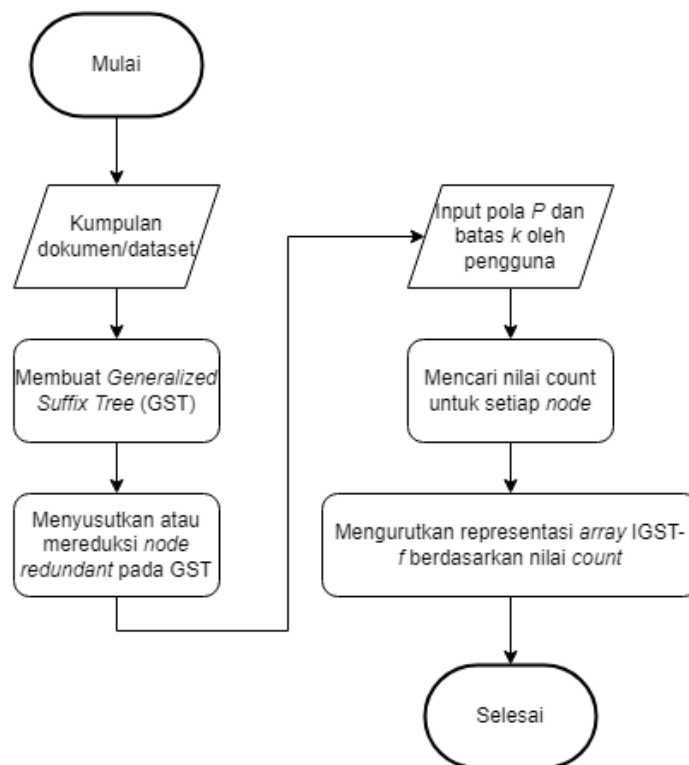 Mulai
Kumpulan
dokumen/dataset
Membuat Generalized
Suffix Tree (GST)
Menyusutkan atau
mereduksi node
redundant pada GST
Input pola P dan
batas k oleh
pengguna
Mencari nilai count
untuk setiap node
Mengurutkan representasi array IGST-
f berdasarkan nilai count
Selesai